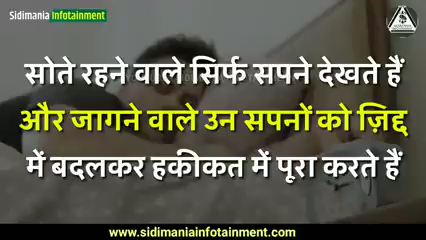 Sidimania Infotainment
सोते रहने वाले सिर्फ सपने देखते हैं
और जागने वाले उन सपनों को ज़िद्द
में बदलकर हकीकत में पूरा करते हैं
www.sidimaniainfotainment.com